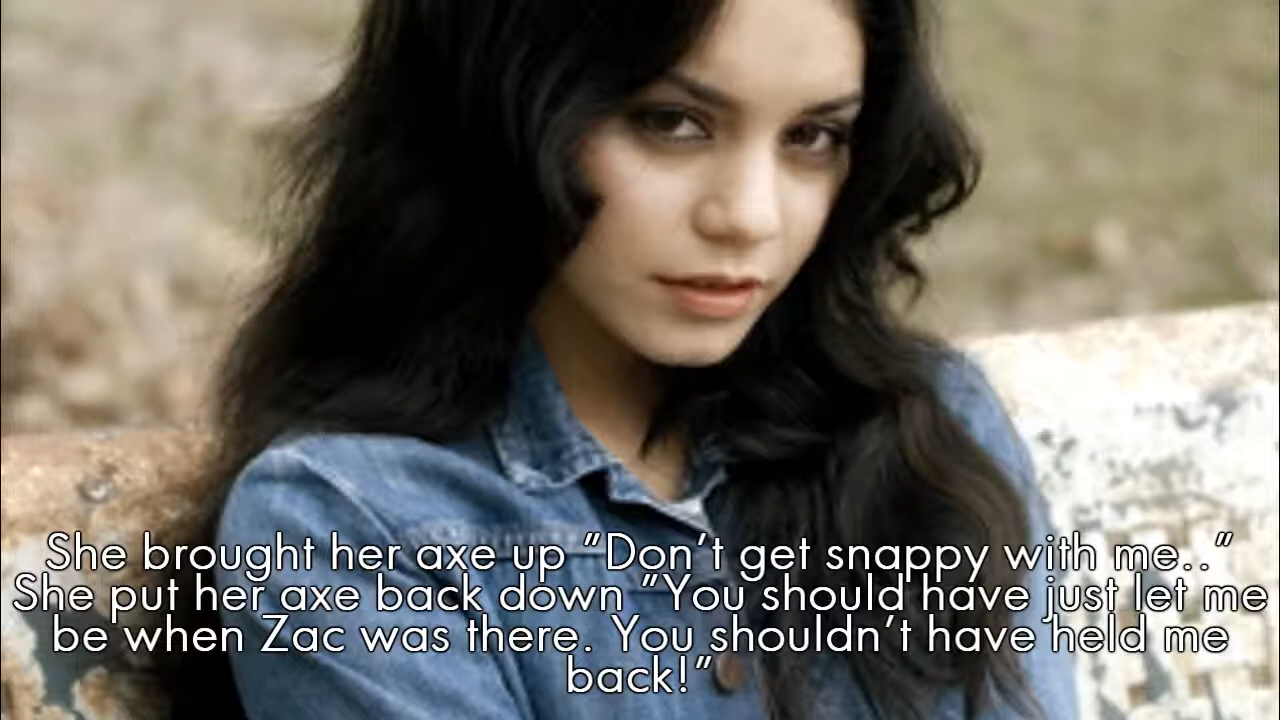 She brought her axe up "Don't get snappy with me.."
She put her axe back down "You should have just let me
be when Zac was there. You shouldn't have held me
back!"